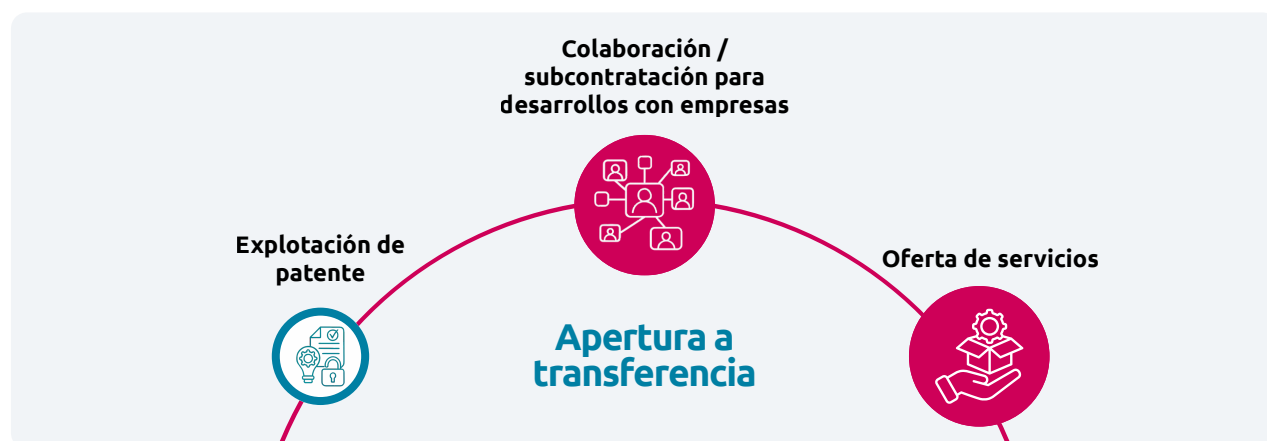 Colaboración /
subcontratación para
desarrollos con empresas
Explotación de
patente
Oferta de servicios
Apertura a
transferencia